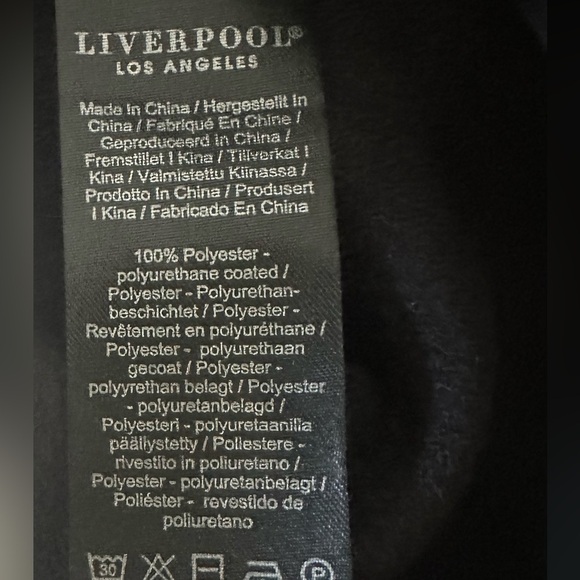 LIVERPOOL®
LOS ANGELES
Made In China / Hergestellt In
China / Fabriqué En Chine /
Geproduceerd in China /
Fremstillet I Kina / Tillverkat I
Kina / Valmistettu Kiinassa /
Prodotto In China / Produsert
I Kina / Fabricado En China
100% Polyester -
polyurethane coated /
Polyester - Polyurethan-
beschichtet / Polyester -
Revêtement en polyuréthane /
Polyester - polyurethaan
gecoat / Polyester -
polyyrethan belagt / Polyester
- polyuretanbelagd /
Polyesteri - polyuretaanilla
päällystetty / Poliestere -
rivestito in poliuretano /
Polyester - polyuretanbelagt /
Poliéster - revestido de
poliuretano
30
P